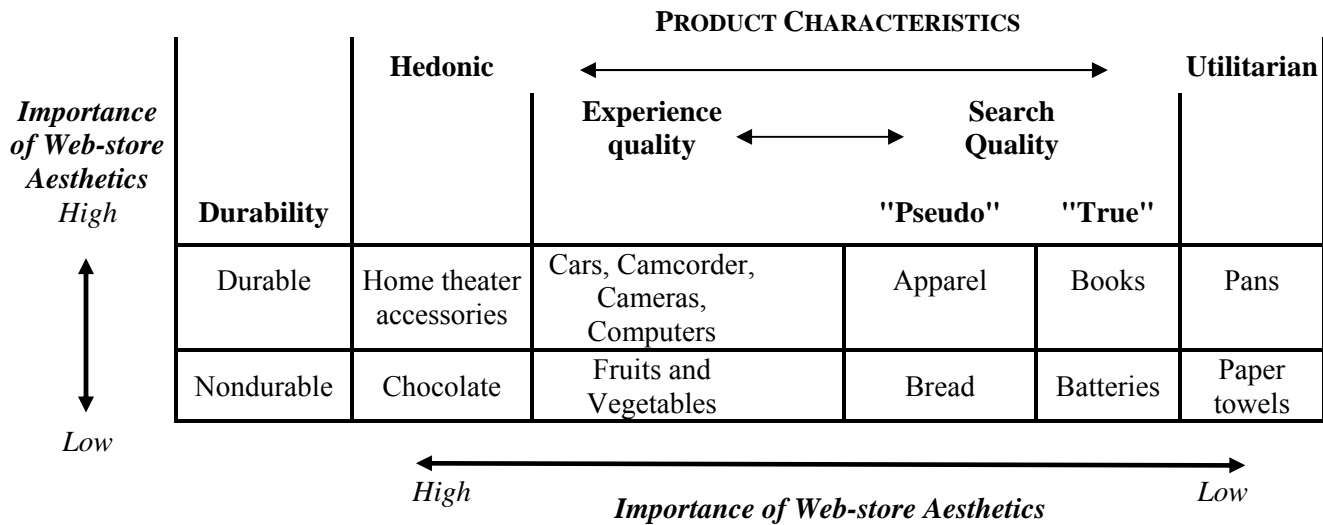 PRODUCT CHARACTERISTICS
Hedonic
Utilitarian
Importance
of Web-store
Aesthetics
High
Experience
quality
Search
Quality
Durability
"Pseudo"
"True"
Durable
Home theater
accessories
Cars, Camcorder,
Cameras,
Computers
Apparel
Books
Pans
Nondurable
Chocolate
Fruits and
Vegetables
Bread
Batteries
Paper
towels
Low
High
Low
Importance of Web-store Aesthetics